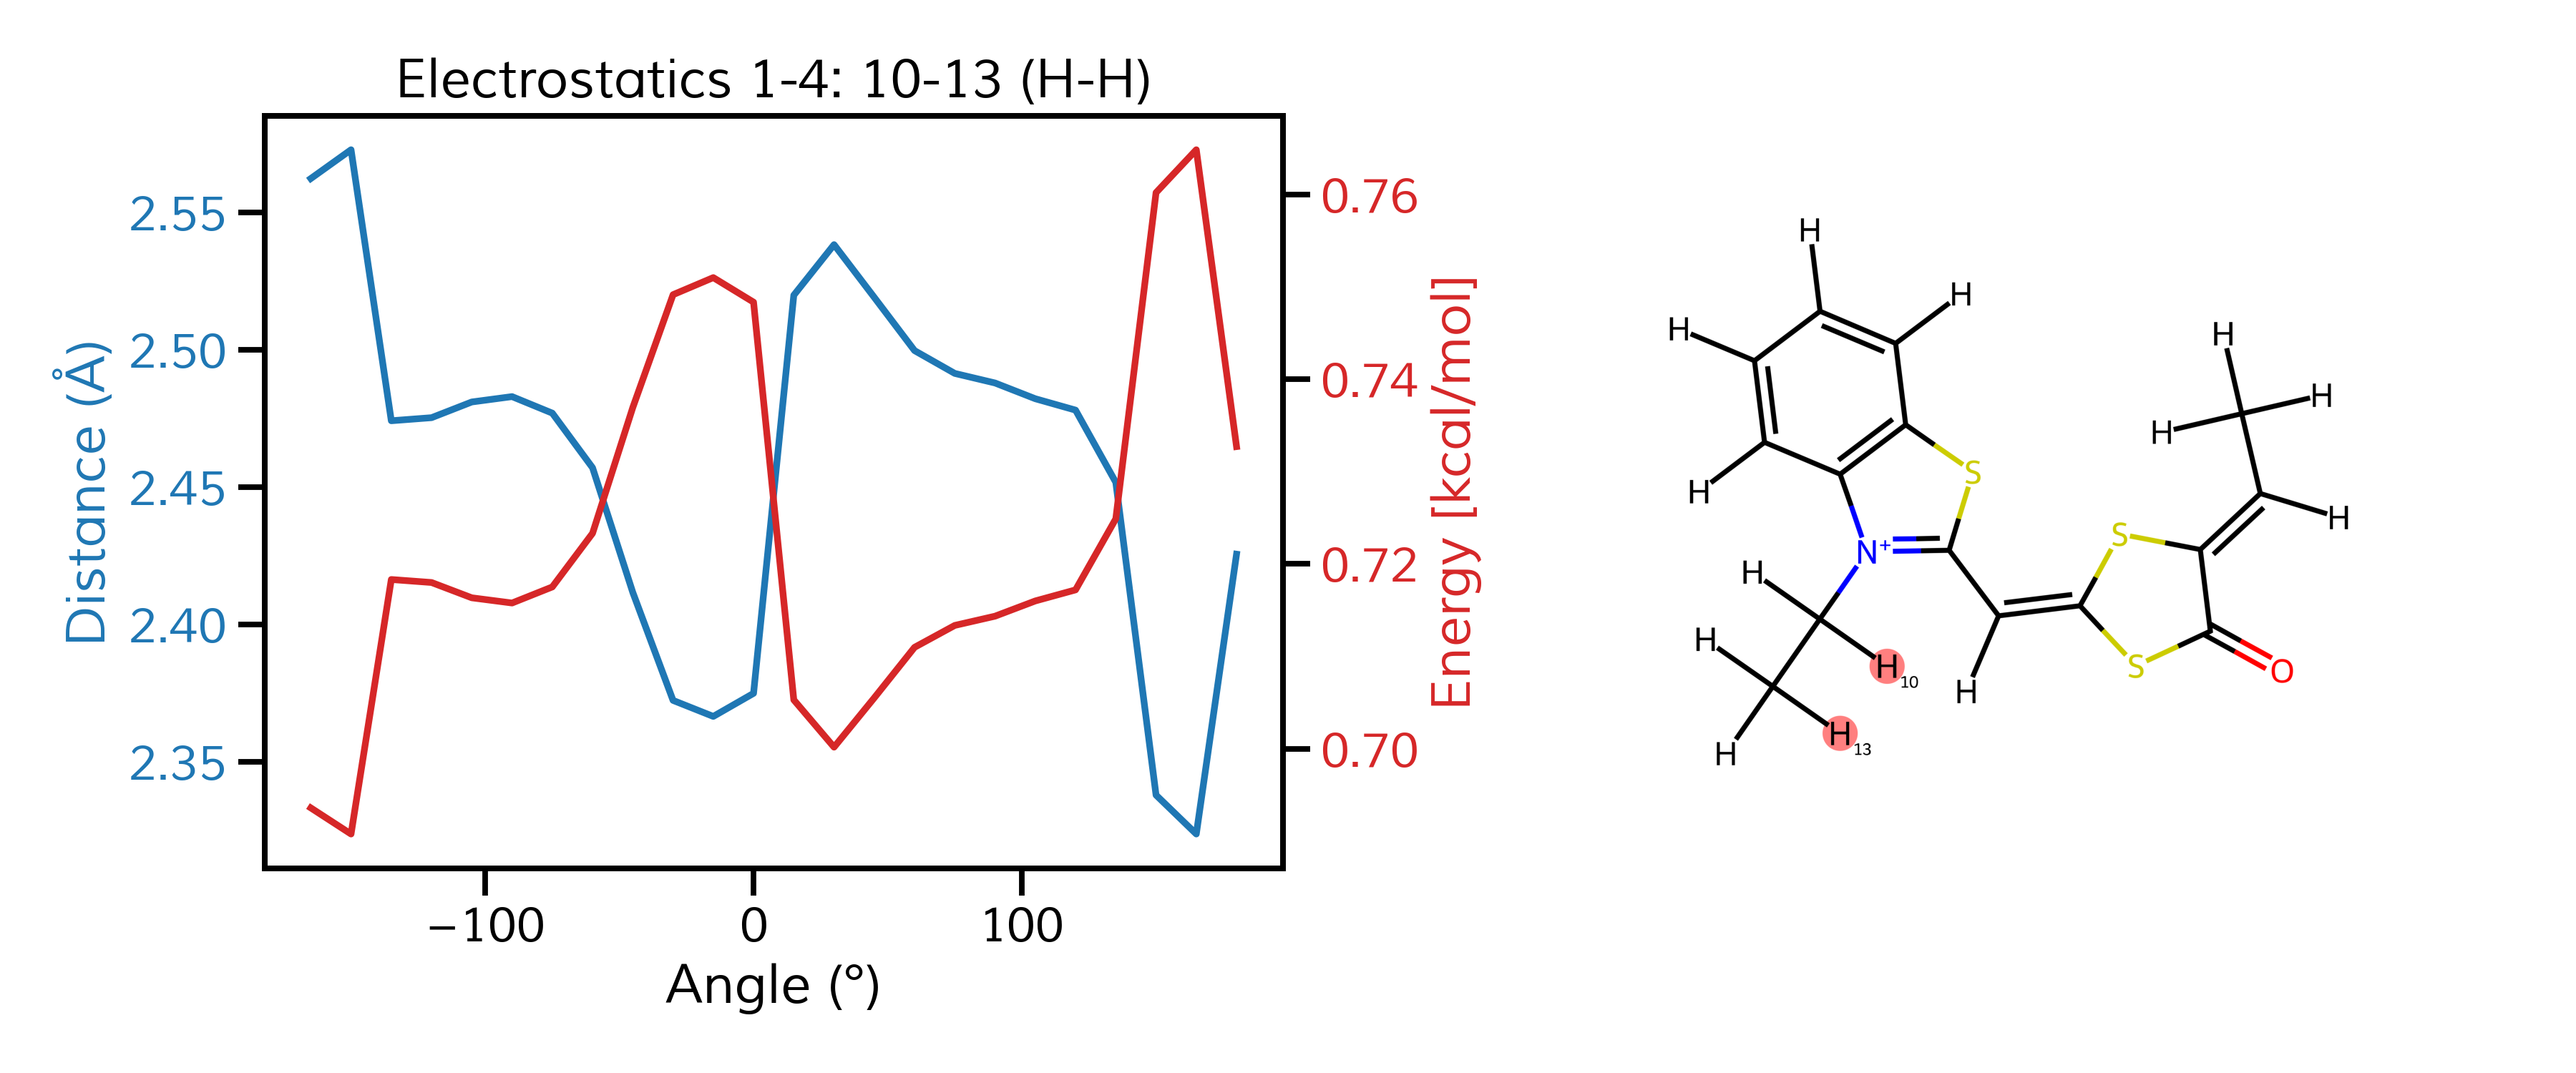 Electrostatics 1-4: 10-13 (H-H)
Distance (Å)
2.55
2.50
2.45
2.40
2.35
0.76
0.74
0.72
0.70
Energy [kcal/mol]
−100 0 100
Angle (°)
H
H
H
H
H
H
H
S
H
S
H
N+
H
H
H10
S
O
H
H13
H